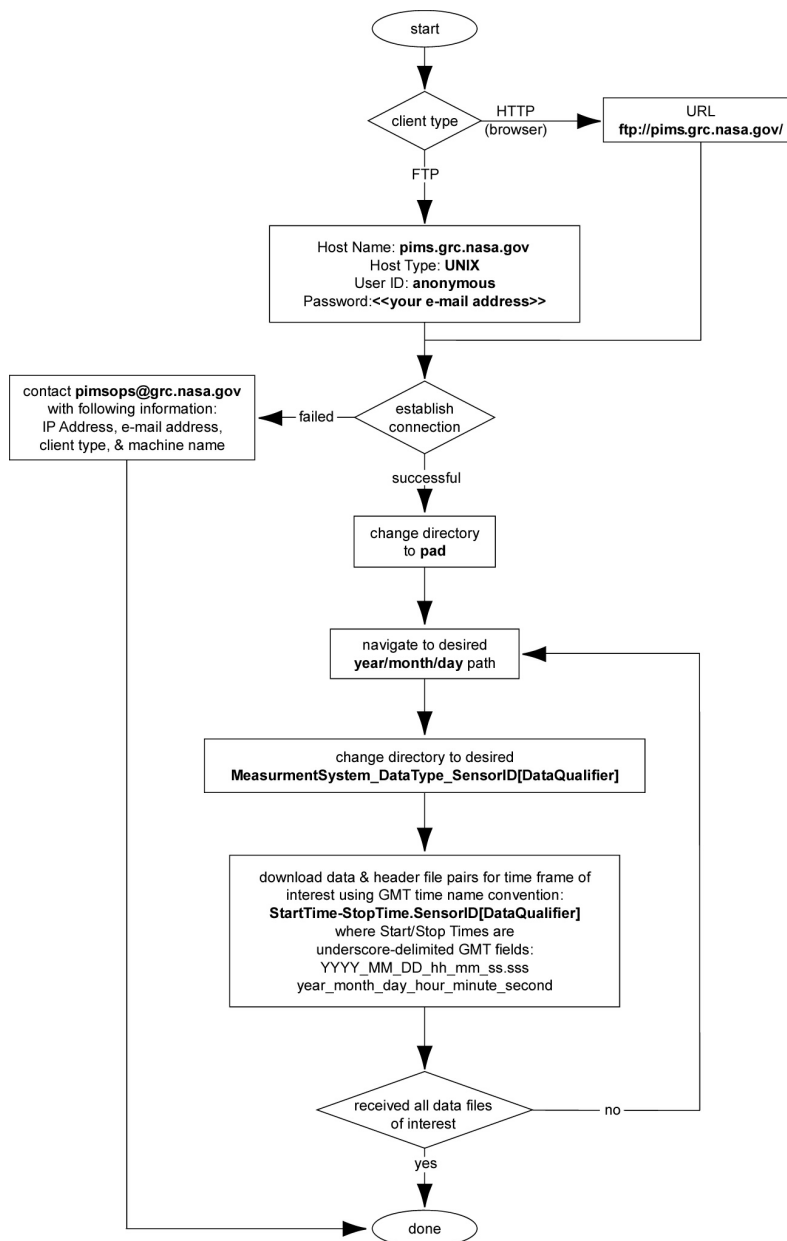 start
client type
HTTP
(browser)
URL
ftp://pims.grc.nasa.gov/
FTP
Host Name: pims.grc.nasa.gov
Host Type: UNIX
User ID: anonymous
Password:<<your e-mail address>>
contact pimsops@grc.nasa.gov
with following information:
IP Address, e-mail address,
client type, & machine name
failed
establish
connection
successful
change directory
to pad
navigate to desired
year/month/day path
change directory to desired
MeasurmentSystem_DataType_SensorID[DataQualifier]
download data & header file pairs for time frame of
interest using GMT time name convention:
StartTime-StopTime.SensorID[DataQualifier]
where Start/Stop Times are
underscore-delimited GMT fields:
YYYY_MM_DD_hh_mm_ss.sss
year_month_day_hour_minute_second
received all data files
of interest
no
yes
done